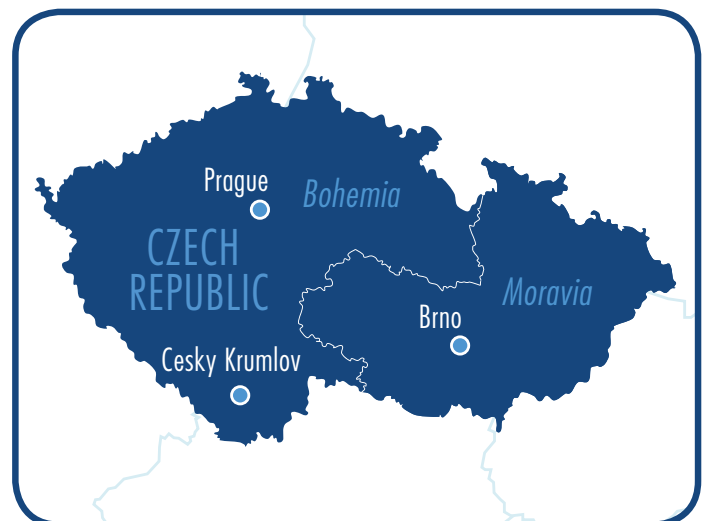 Prague
Bohemia
CZECH
REPUBLIC
Moravia
Brno
Cesky Krumlov